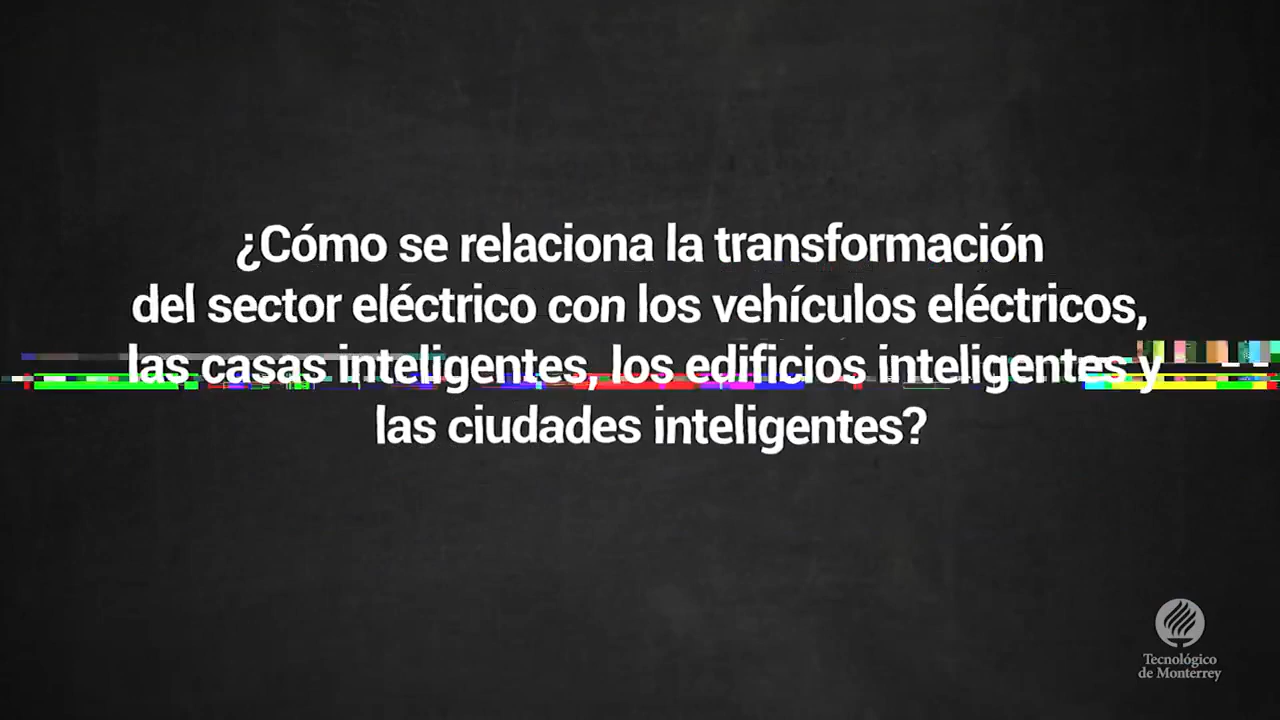 ¿Cómo se relaciona la transformación
del sector eléctrico con los vehículos eléctricos,
las casas inteligentes, los edificios inteligentes y
las ciudades inteligentes?
Tecnológico
de Monterrey